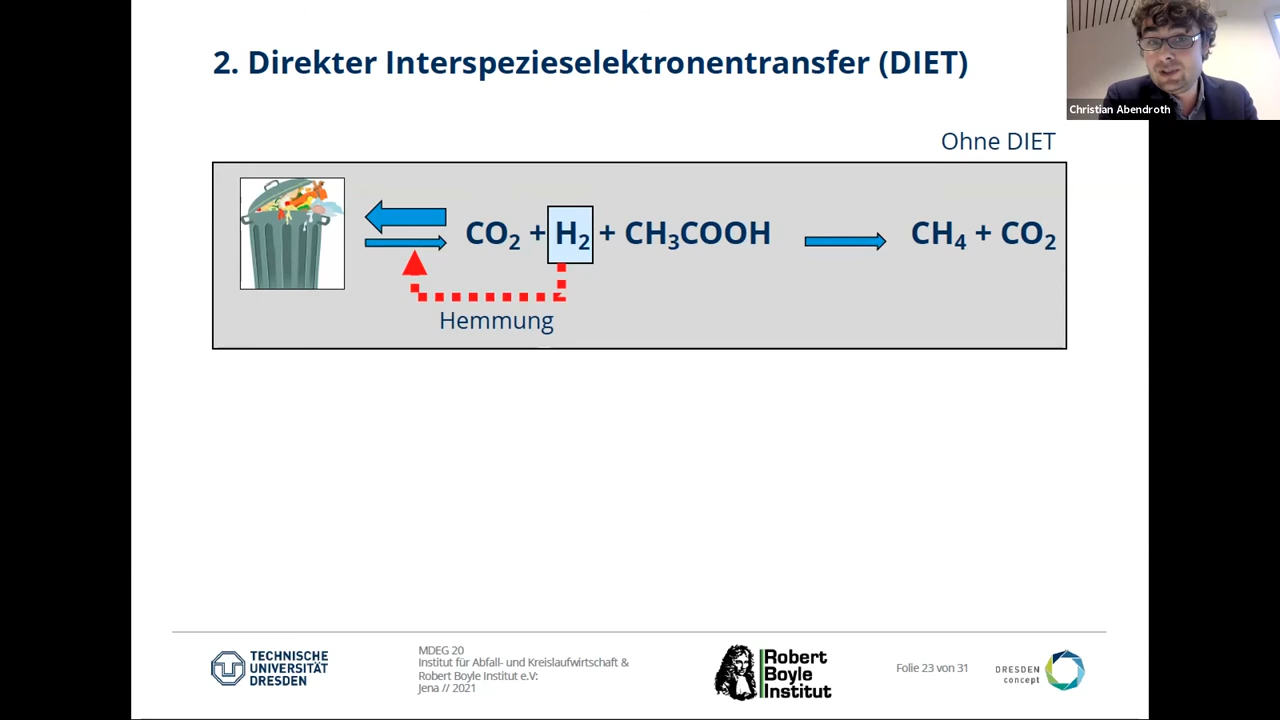 2. Direkter Interspezieselektronentransfer (DIET)
Christian Abendroth
Ohne DIET
CO₂ + H₂ + CH₃COOH
CH₄ + CO₂
Hemmung
TECHNISCHE
UNIVERSITÄT
DRESDEN
MDEG 20
Institut für Abfall- und Kreislaufwirtschaft &
Robert Boyle Institut e.V:
Jena // 2021
Robert
Boyle
Institut
Folie 23 von 31
DRESDEN
concept